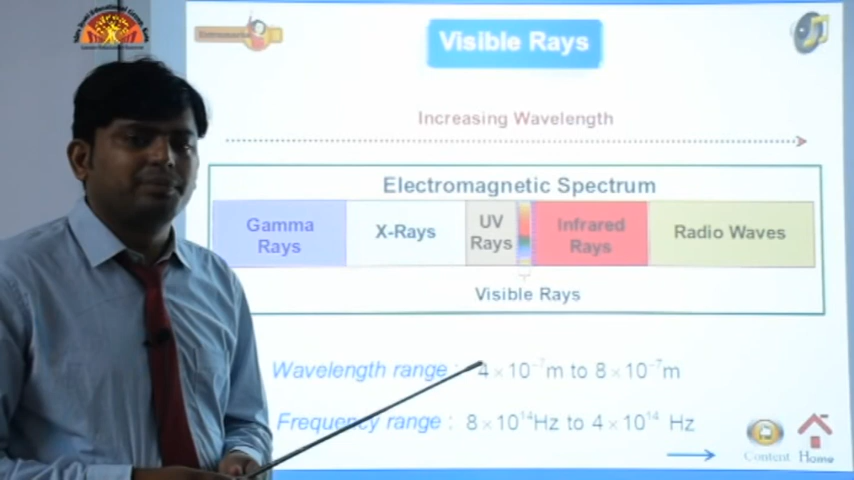 Visible Rays
Increasing Wavelength
Electromagnetic Spectrum
Gamma Rays
X-Rays
UV Rays
Infrared Rays
Radio Waves
Visible Rays
Wavelength range : 4 × 10⁻⁷m to 8 × 10⁻⁷m
Frequency range : 8 × 10¹⁴Hz to 4 × 10¹⁴ Hz
Content
Home